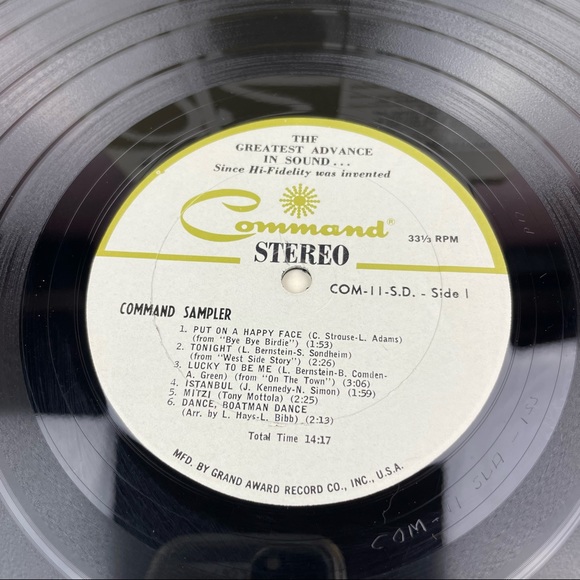 THE
GREATEST ADVANCE
IN SOUND...
Since Hi-Fidelity was invented
Command®
33⅓ RPM
STEREO
COM-11-S.D. - Side 1
COMMAND SAMPLER
1. PUT ON A HAPPY FACE (C. Strouse-L. Adams)
(from "Bye Bye Birdie") (1:53)
2. TONIGHT (L. Bernstein-S. Sondheim)
(from "West Side Story") (2:26)
3. LUCKY TO BE ME (L. Bernstein-B. Comden-
A. Green) (from "On The Town") (3:06)
4. ISTANBUL (J. Kennedy-N. Simon) (1:59)
5. MITZI (Tony Mottola) (2:25)
6. DANCE, BOATMAN DANCE
(Arr. by L. Hays-L. Bibb) (2:13)
Total Time 14:17
MFD. BY GRAND AWARD RECORD CO., INC., U.S.A.